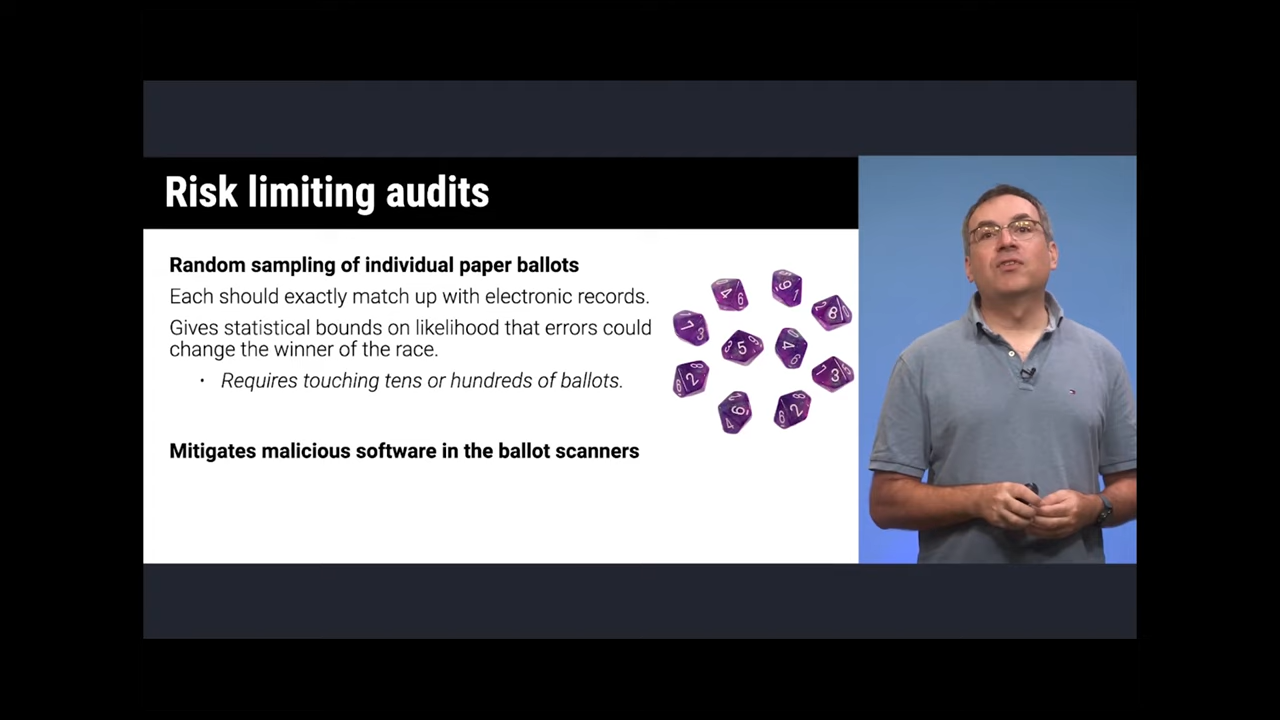 Risk limiting audits
Random sampling of individual paper ballots
Each should exactly match up with electronic records.
Gives statistical bounds on likelihood that errors could
change the winner of the race.
· Requires touching tens or hundreds of ballots.
Mitigates malicious software in the ballot scanners